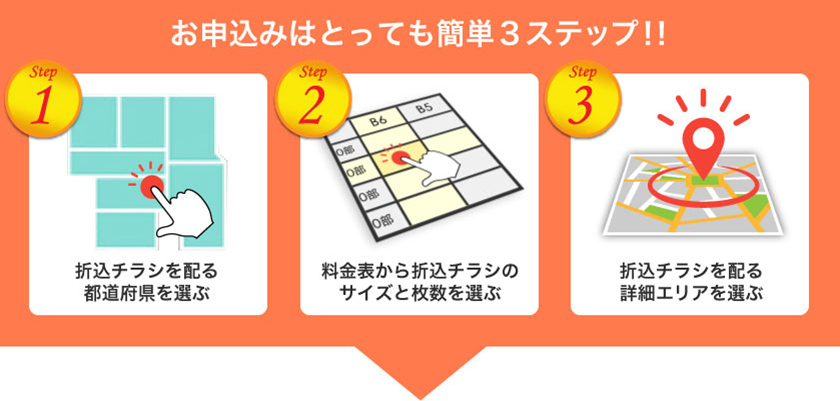 お申込みはとっても簡単3ステップ!!
Step
1
折込チラシを配る
都道府県を選ぶ
Step
2
B6
B5
0部
0部
0部
0部
料金表から折込チラシの
サイズと枚数を選ぶ
Step
3
折込チラシを配る
詳細エリアを選ぶ